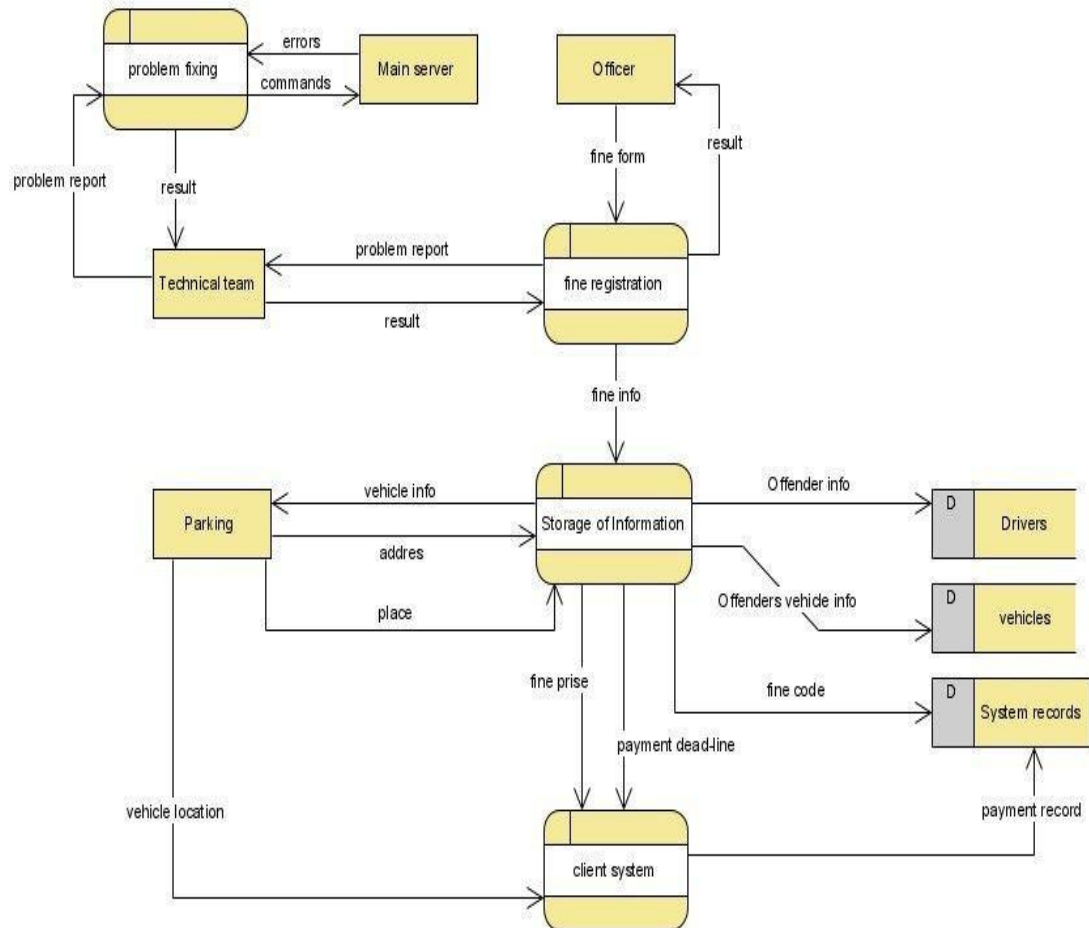 errors
problem fixing
Main server
Officer
commands
result
fine form
problem report
result
problem report
Technical team
fine registration
result
fine info
vehicle info
Offender info
D
Parking
Storage of Information
Drivers
addres
D
Offenders vehicle info
place
vehicles
fine prise
fine code
D
System records
payment dead-line
vehicle location
payment record
client system